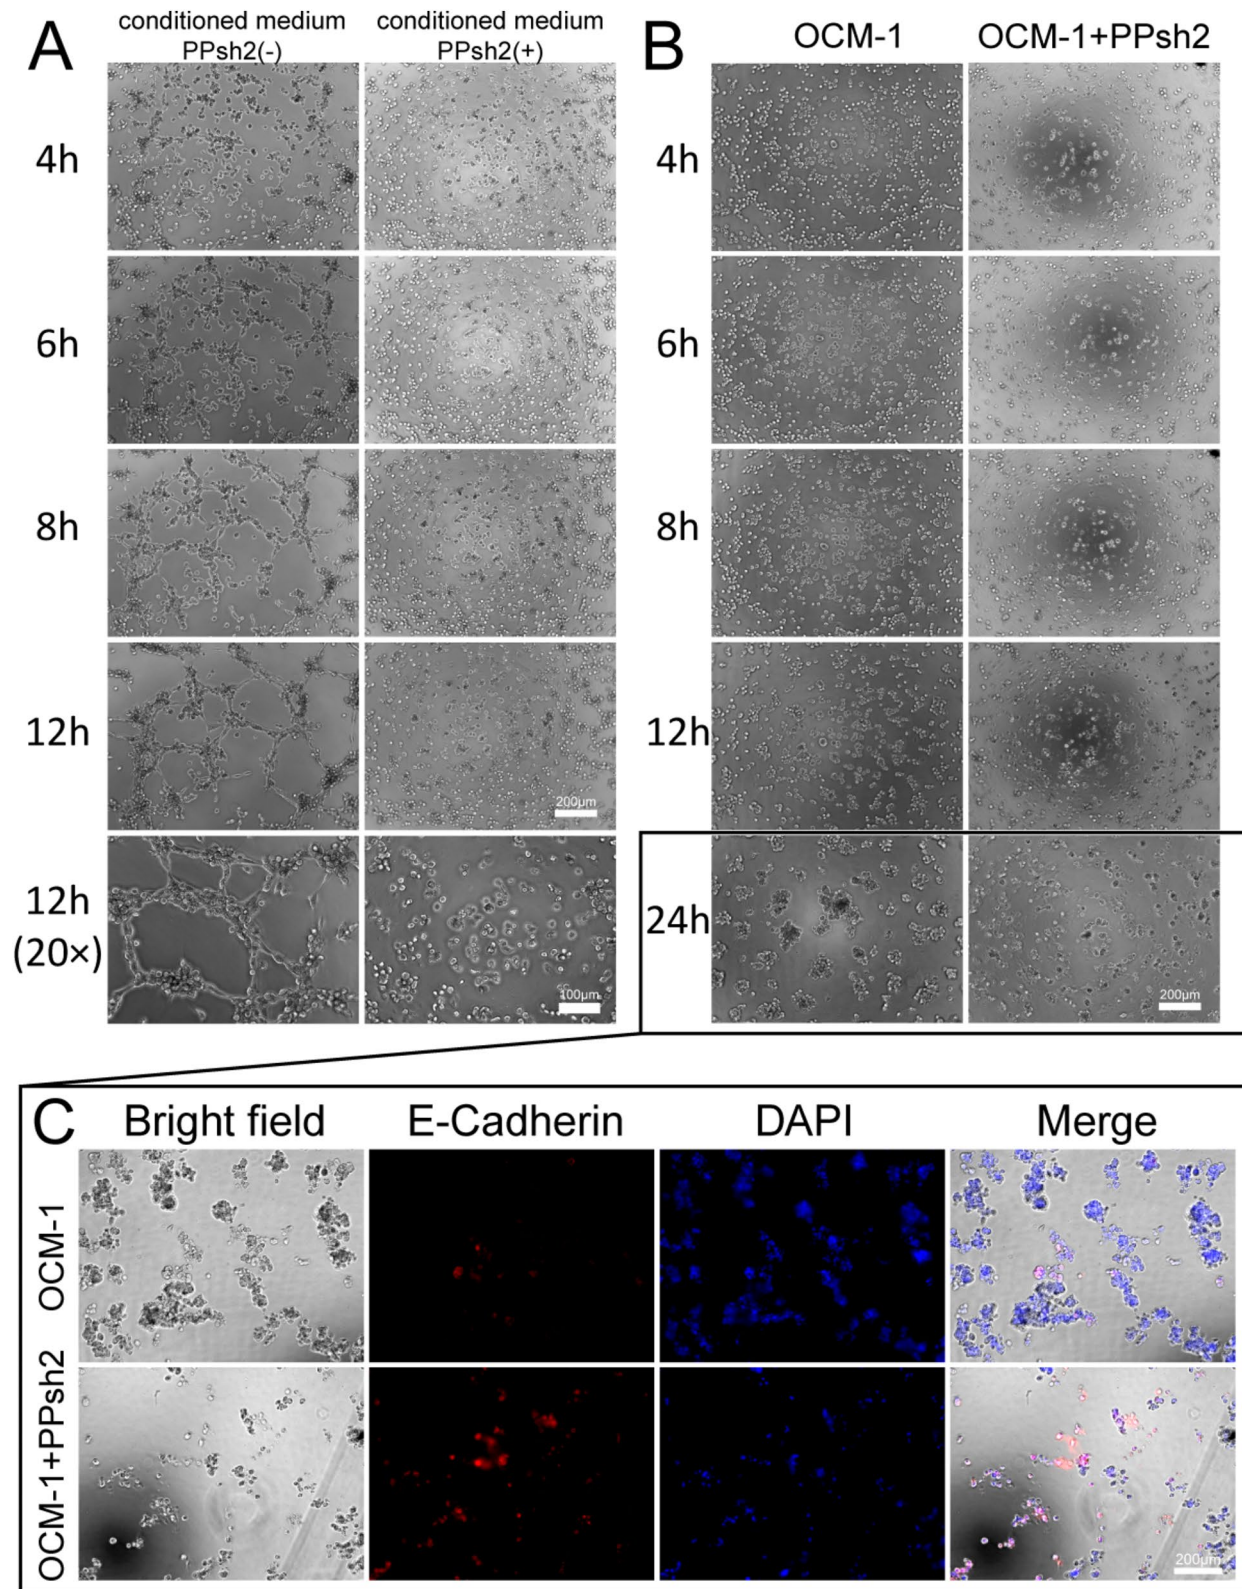 A
conditioned medium
PPsh2(-)
conditioned medium
PPsh2(+)
4h
6h
8h
12h
200μm
12h
(20×)
100μm
B
OCM-1
OCM-1+PPsh2
4h
6h
8h
12h
24h
200μm
C
Bright field
E-Cadherin
DAPI
Merge
OCM-1
OCM-1+PPsh2
200μm